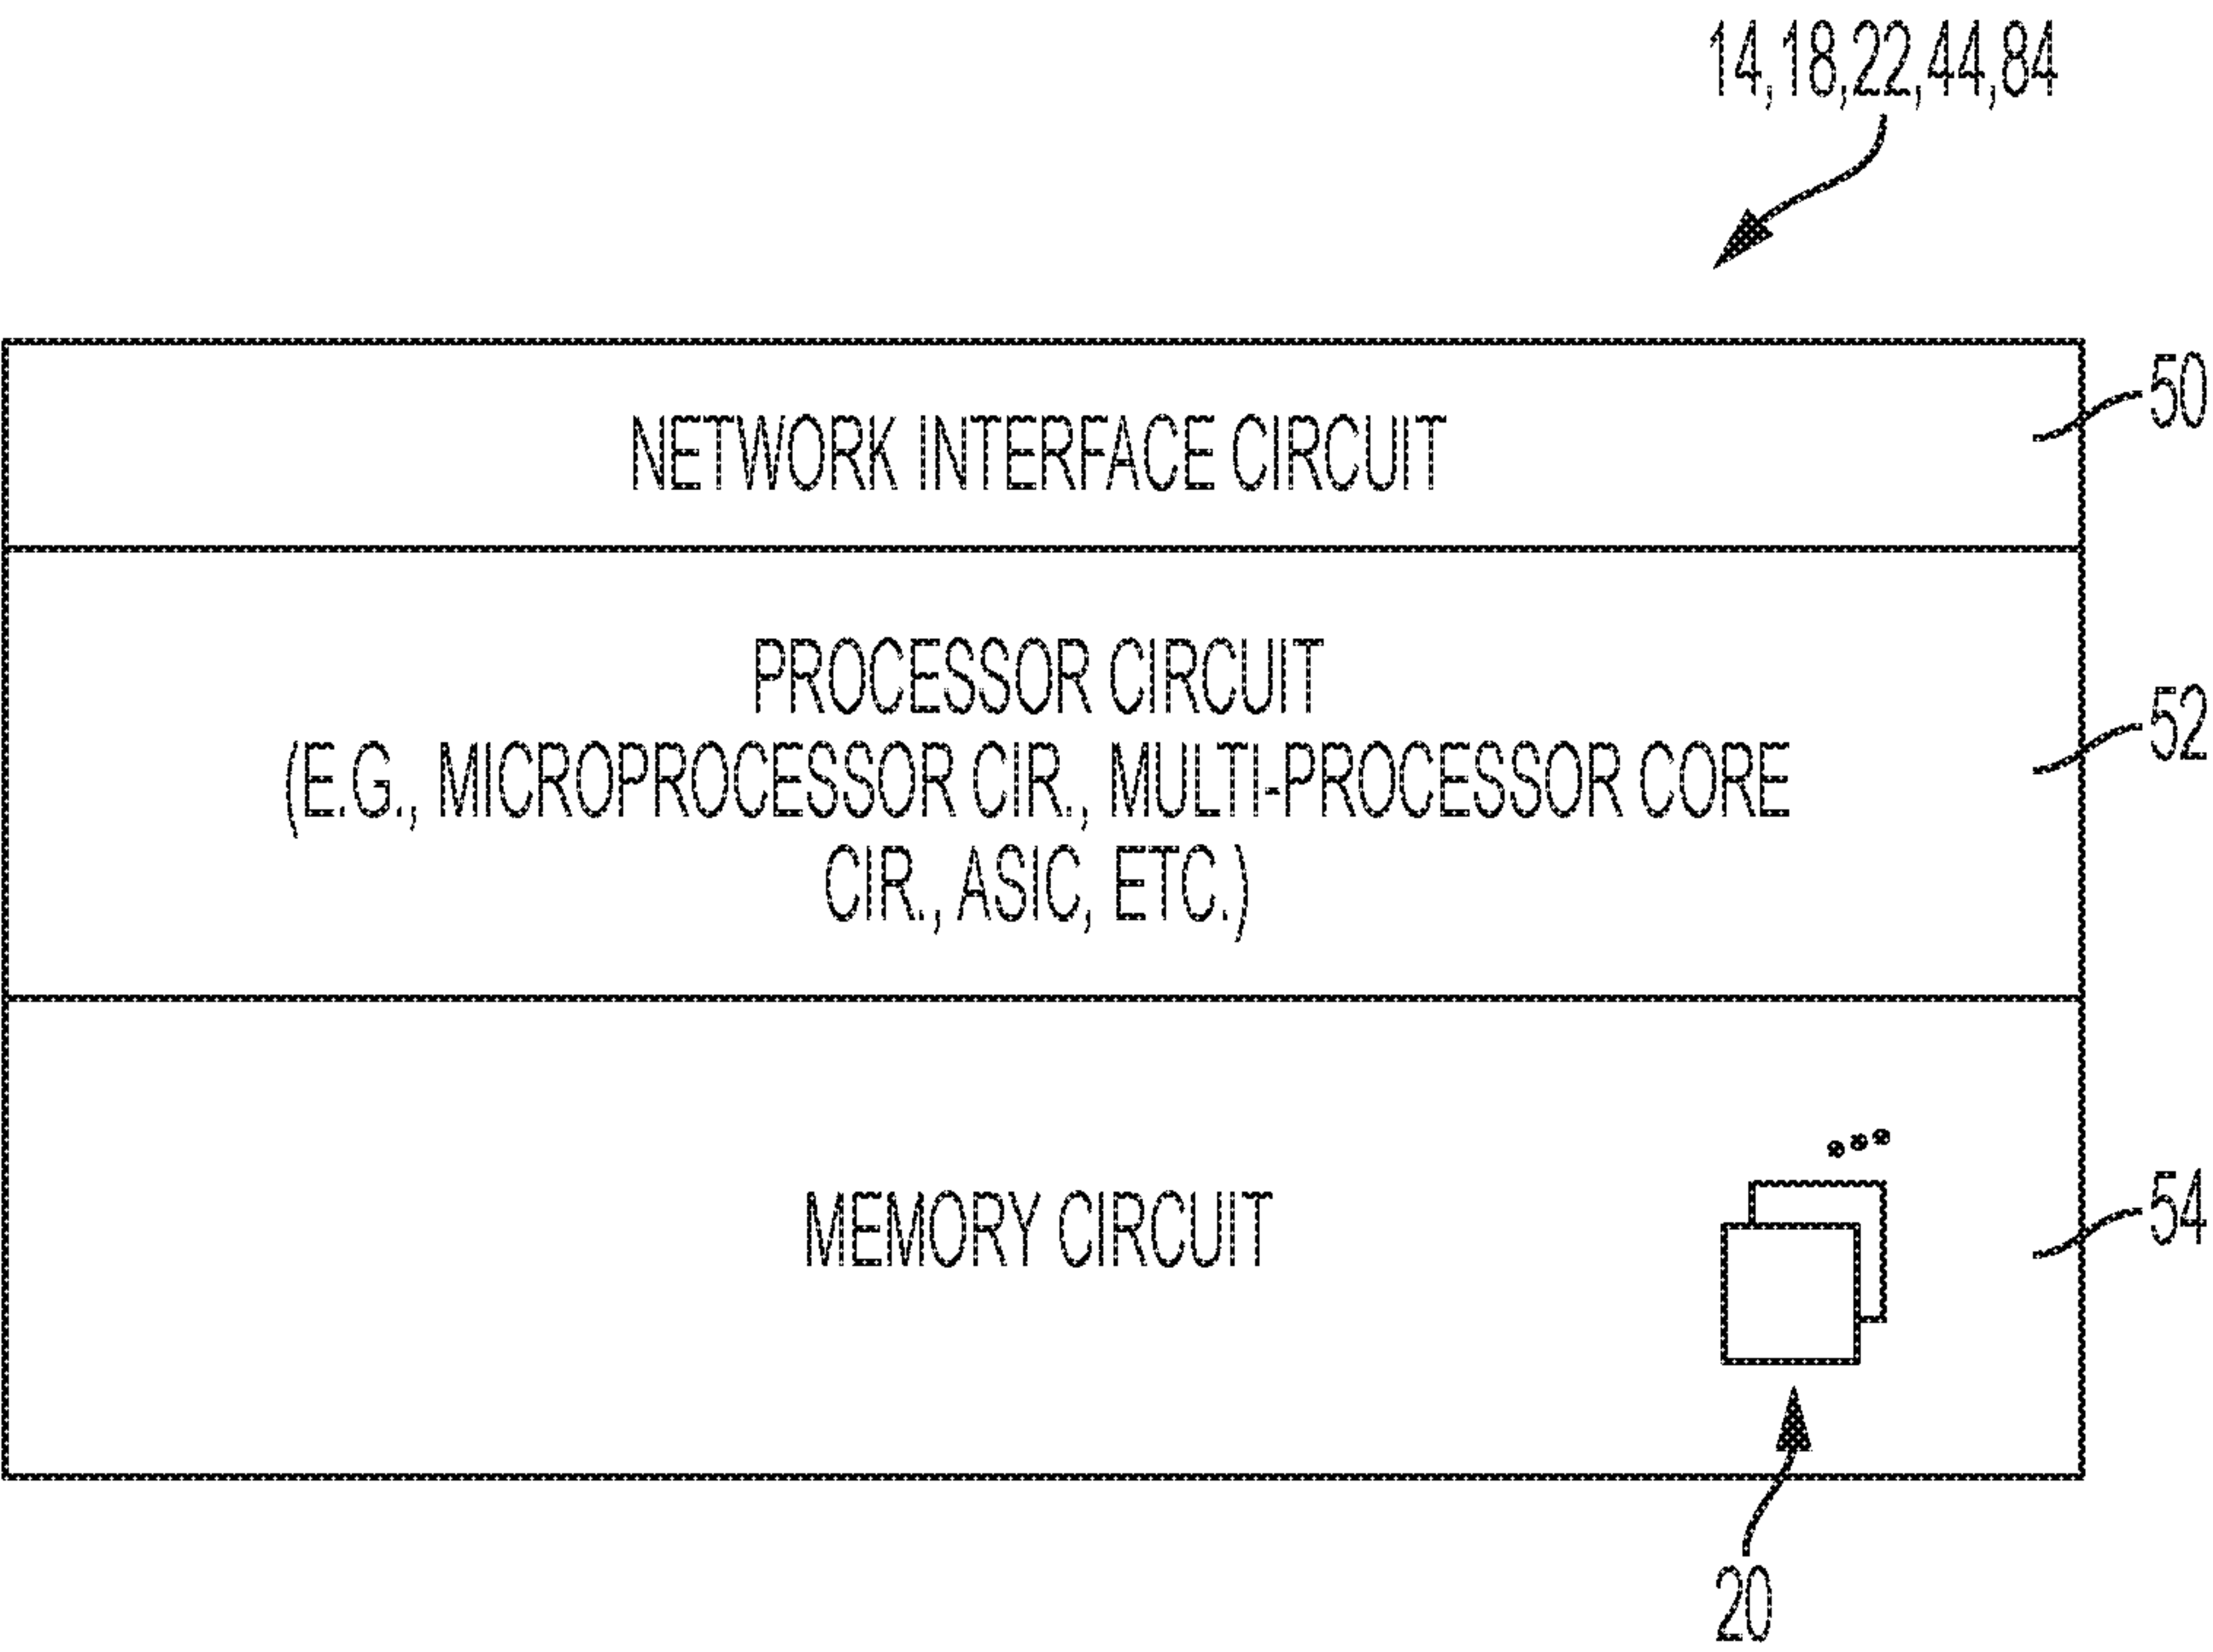 14,18,22,44,84
50
NETWORK INTERFACE CIRCUIT
PROCESSOR CIRCUIT
52
(E.G., MICROPROCESSOR CIR., MULTI-PROCESSOR CORE
CIR., ASIC, ETC.)
54
MEMORY CIRCUIT
20